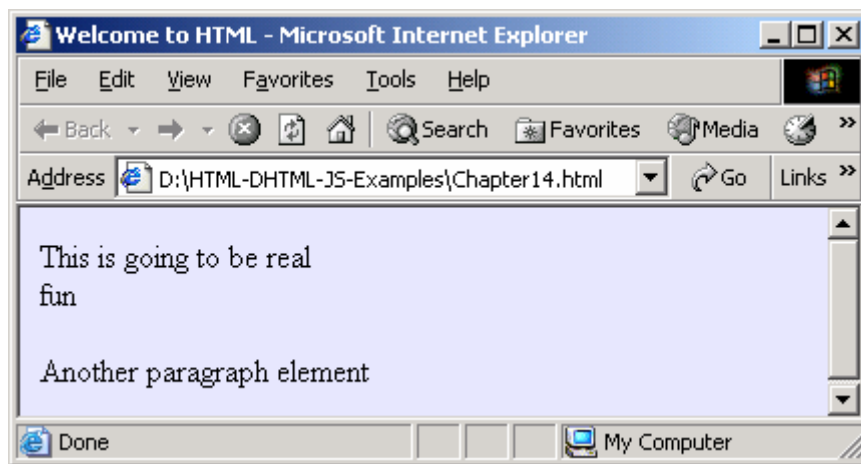 Welcome to HTML - Microsoft Internet Explorer
File Edit View Favorites Tools Help
Back Search Favorites Media »
Address D:\HTML-DHTML-JS-Examples\Chapter14.html Go Links »
This is going to be real
fun
Another paragraph element
Done My Computer